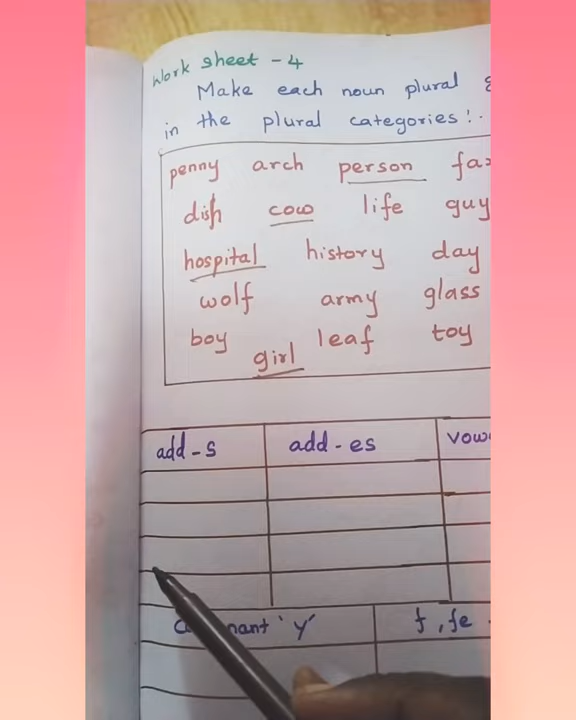 Work sheet - 4
Make each noun plural &
in the plural categories!.
penny arch person
dish cow life guy
hospital history day
wolf army glass
boy girl leaf toy
add - s add - es
'y' f, fe